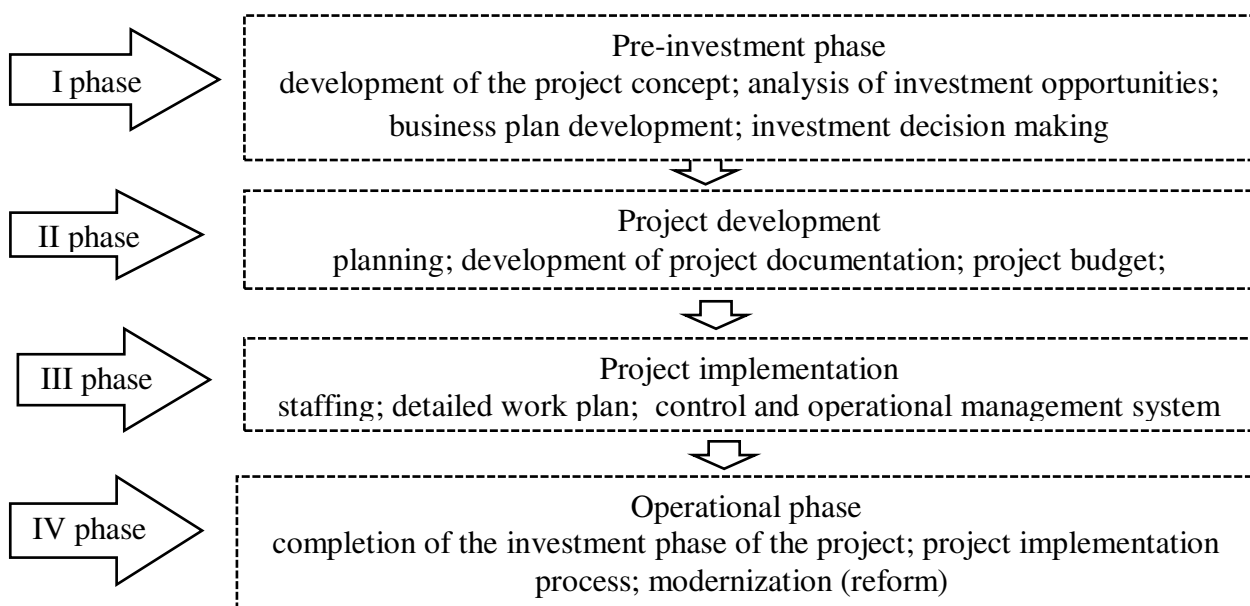 I phase
Pre-investment phase
development of the project concept; analysis of investment opportunities;
business plan development; investment decision making
II phase
Project development
planning; development of project documentation; project budget;
III phase
Project implementation
staffing; detailed work plan;  control and operational management system
IV phase
Operational phase
completion of the investment phase of the project; project implementation
process; modernization (reform)